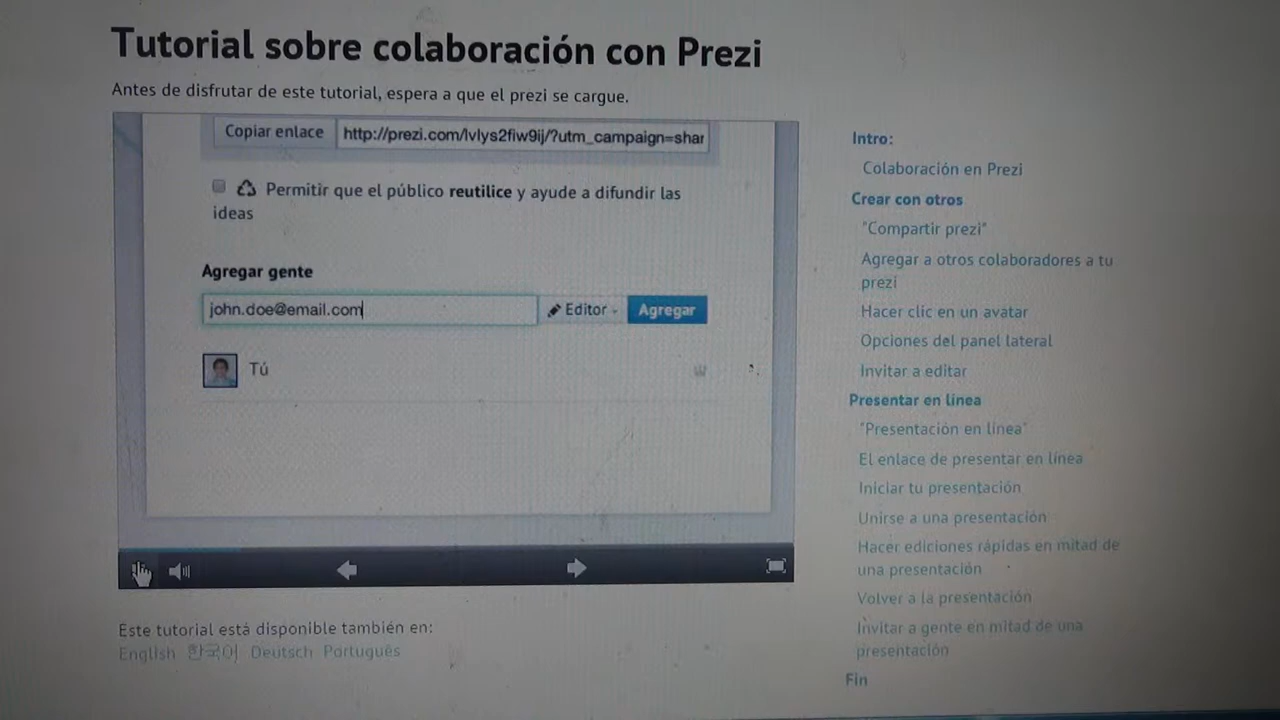 Tutorial sobre colaboración con Prezi
Antes de disfrutar de este tutorial, espera a que el prezi se cargue.
Copiar enlace
http://prezi.com/lvlys2fiw9ij/?utm_campaign=shar
Permitir que el público reutilice y ayude a difundir las
ideas
Agregar gente
john.doe@email.com
Editor
Agregar
Tú
Este tutorial está disponible también en:
English 한국어 Deutsch Português
Intro:
Colaboración en Prezi
Crear con otros
"Compartir prezi"
Agregar a otros colaboradores a tu
prezi
Hacer clic en un avatar
Opciones del panel lateral
Invitar a editar
Presentar en línea
"Presentación en línea"
El enlace de presentar en línea
Iniciar tu presentación
Unirse a una presentación
Hacer ediciones rápidas en mitad de
una presentación
Volver a la presentación
Invitar a gente en mitad de una
presentación
Fin